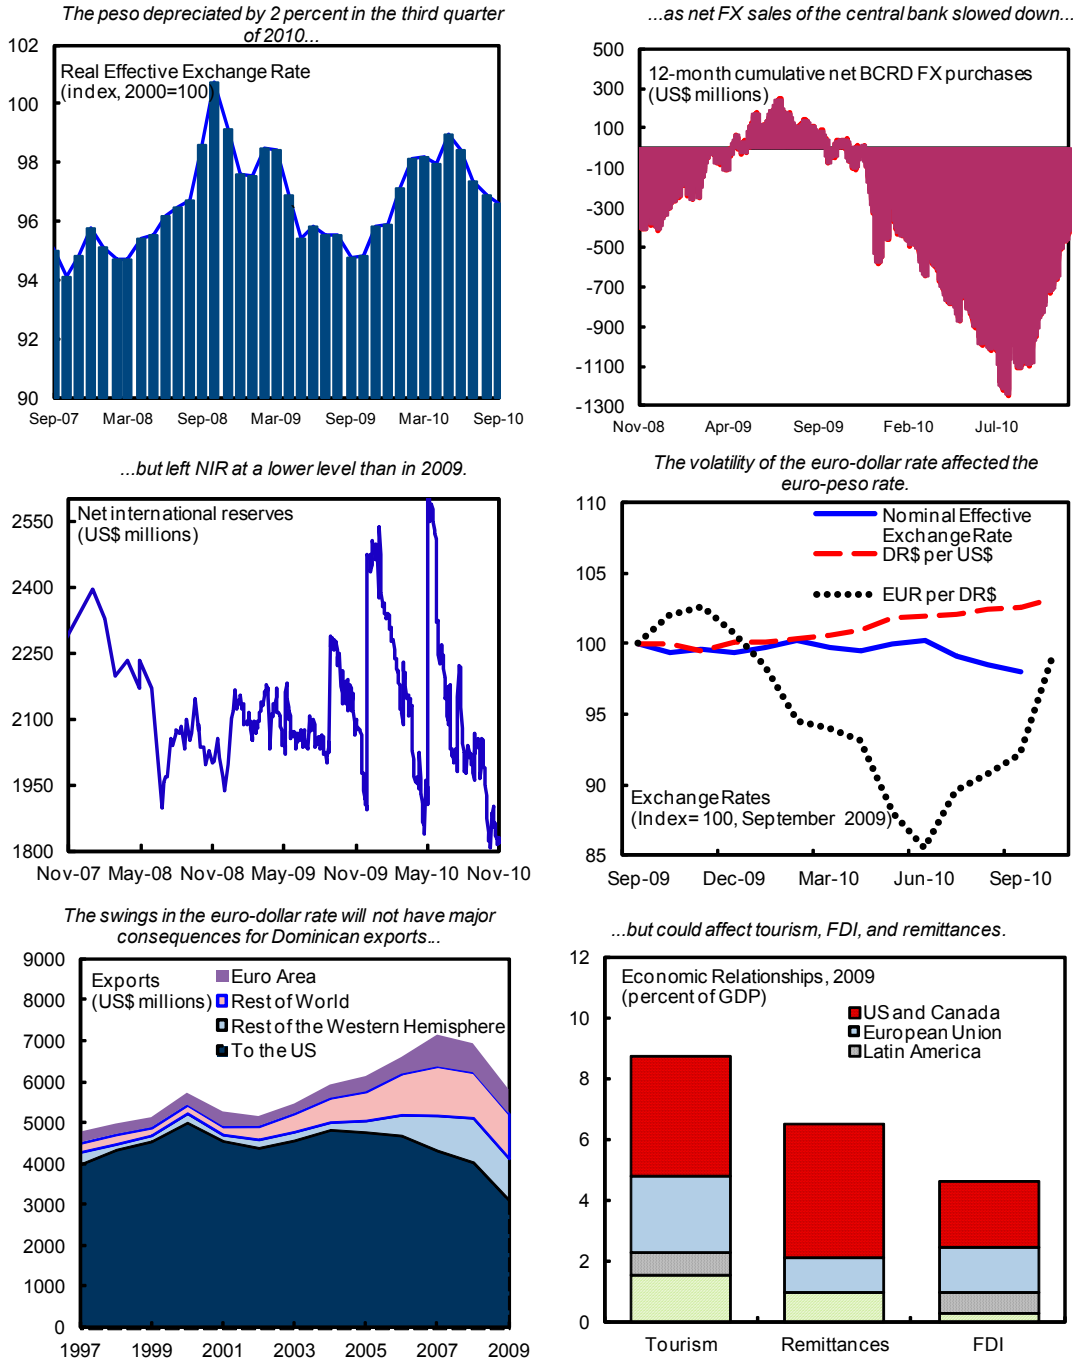 The peso depreciated by 2 percent in the third quarter
of 2010...
102
100
98
96
94
92
90
Real Effective Exchange Rate
(index, 2000=100)
Sep-07 Mar-08 Sep-08 Mar-09 Sep-09 Mar-10 Sep-10
...as net FX sales of the central bank slowed down...
500
300
100
-100
-300
-500
-700
-900
-1100
-1300
12-month cumulative net BCRD FX purchases
(US$ millions)
Nov-08 Apr-09 Sep-09 Feb-10 Jul-10
...but left NIR at a lower level than in 2009.
2550
2400
2250
2100
1950
1800
Net international reserves
(US$ millions)
Nov-07 May-08 Nov-08 May-09 Nov-09 May-10 Nov-10
The volatility of the euro-dollar rate affected the
euro-peso rate.
110
105
100
95
90
85
Nominal Effective
Exchange Rate
DR$ per US$
EUR per DR$
Exchange Rates
(Index= 100, September 2009)
Sep-09 Dec-09 Mar-10 Jun-10 Sep-10
The swings in the euro-dollar rate will not have major
consequences for Dominican exports...
9000
8000
7000
6000
5000
4000
3000
2000
1000
0
Exports
(US$ millions)
Euro Area
Rest of World
Rest of the Western Hemisphere
To the US
1997 1999 2001 2003 2005 2007 2009
...but could affect tourism, FDI, and remittances.
12
10
8
6
4
2
0
Economic Relationships, 2009
(percent of GDP)
US and Canada
European Union
Latin America
Tourism Remittances FDI